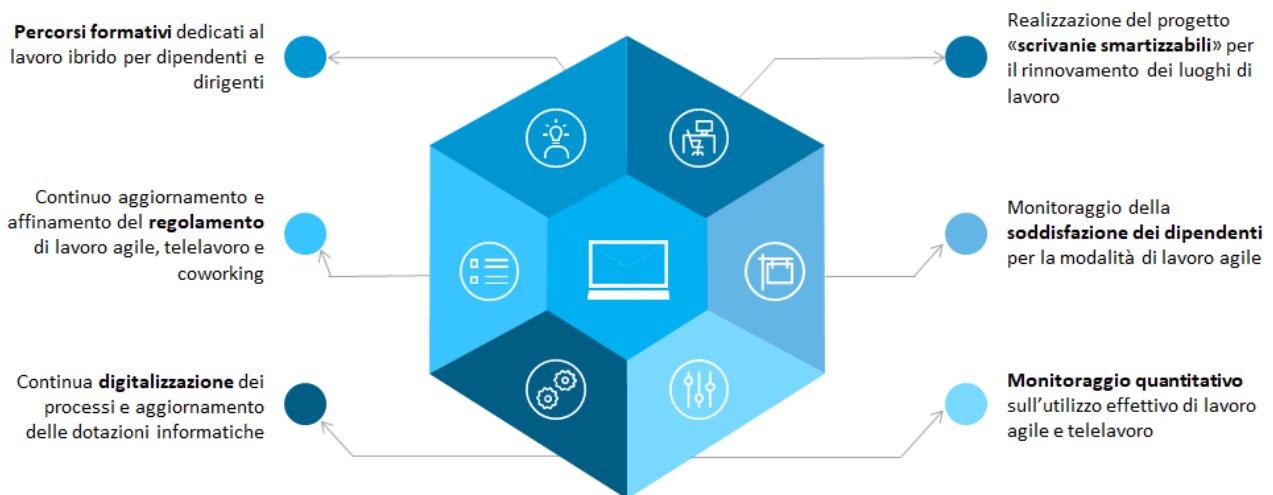 Percorsi formativi dedicati al
lavoro ibrido per dipendenti e
dirigenti
Continuo aggiornamento e
affinamento del regolamento
di lavoro agile, telelavoro e
coworking
Continua digitalizzazione dei
processi e aggiornamento
delle dotazioni informatiche
Realizzazione del progetto
«scrivanie smartizzabili» per
il rinnovamento dei luoghi di
lavoro
Monitoraggio della
soddisfazione dei dipendenti
per la modalità di lavoro agile
Monitoraggio quantitativo
sull'utilizzo effettivo di lavoro
agile e telelavoro